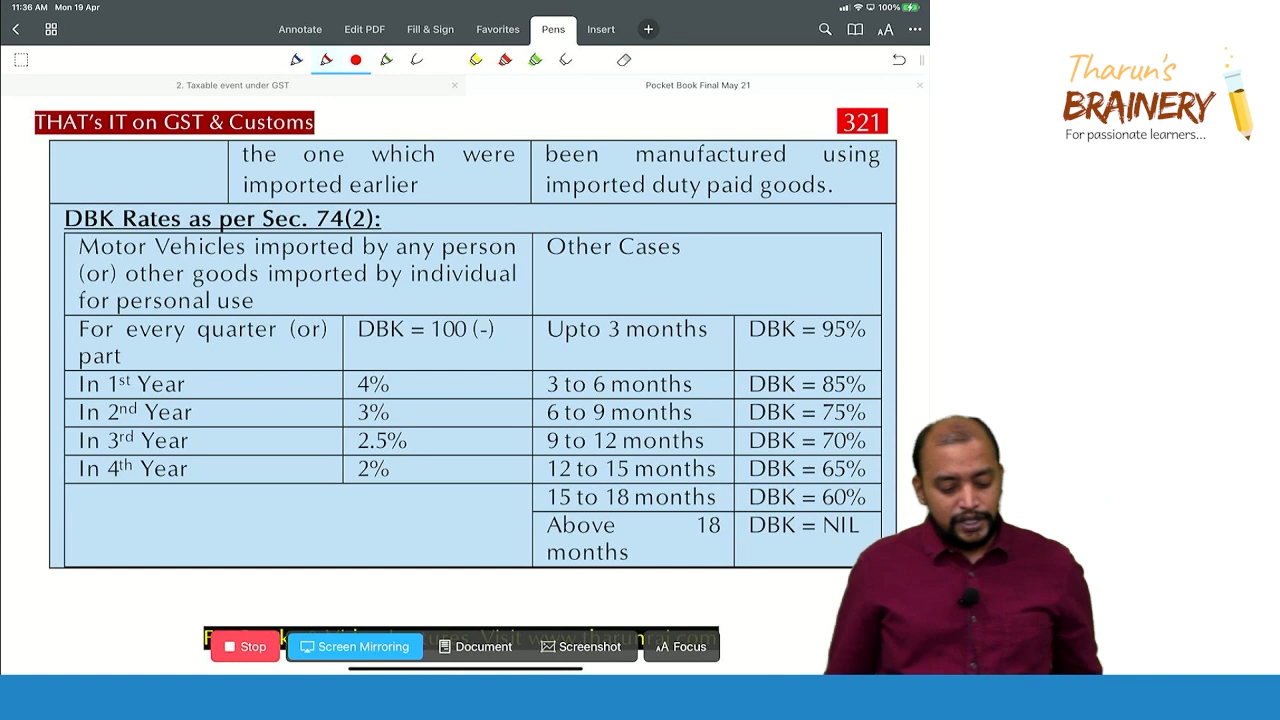 11:36 AM Mon 19 Apr
100%
Annotate Edit PDF Fill & Sign Favorites Pens Insert
AA
2. Taxable event under GST
Pocket Book Final May 21
Tharun's
BRAINERY
For passionate learners...
THAT's IT on GST & Customs
321
the one which were
imported earlier
been manufactured using
imported duty paid goods.
DBK Rates as per Sec. 74(2):
Motor Vehicles imported by any person
(or) other goods imported by individual
for personal use
Other Cases
For every quarter (or)
part
DBK = 100 (-)
Upto 3 months
DBK = 95%
In 1st Year
4%
3 to 6 months
DBK = 85%
In 2nd Year
3%
6 to 9 months
DBK = 75%
In 3rd Year
2.5%
9 to 12 months
DBK = 70%
In 4th Year
2%
12 to 15 months
DBK = 65%
15 to 18 months
DBK = 60%
Above 18
months
DBK = NIL
Visit www.tharunraj.com
Stop
Screen Mirroring
Document
Screenshot
AA Focus